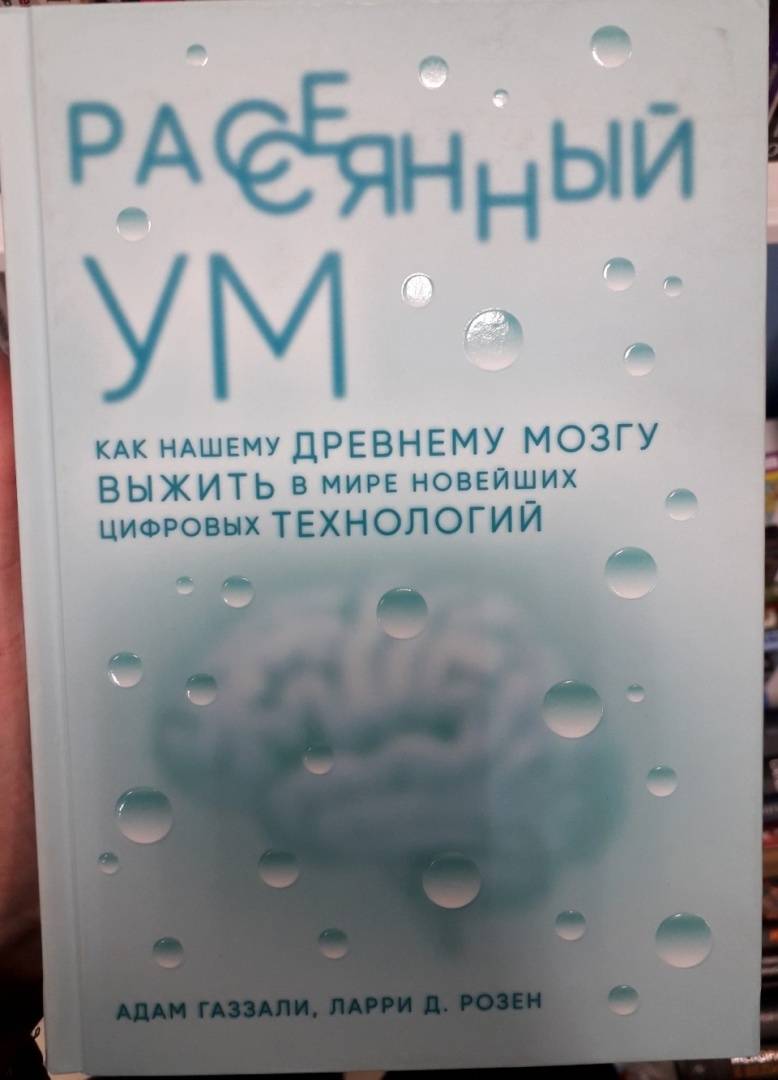 РАССЕЯННЫЙ
УМ
КАК НАШЕМУ ДРЕВНЕМУ МОЗГУ
ВЫЖИТЬ В МИРЕ НОВЕЙШИХ
ЦИФРОВЫХ ТЕХНОЛОГИЙ
АДАМ ГАЗЗАЛИ, ЛАРРИ Д. РОЗЕН